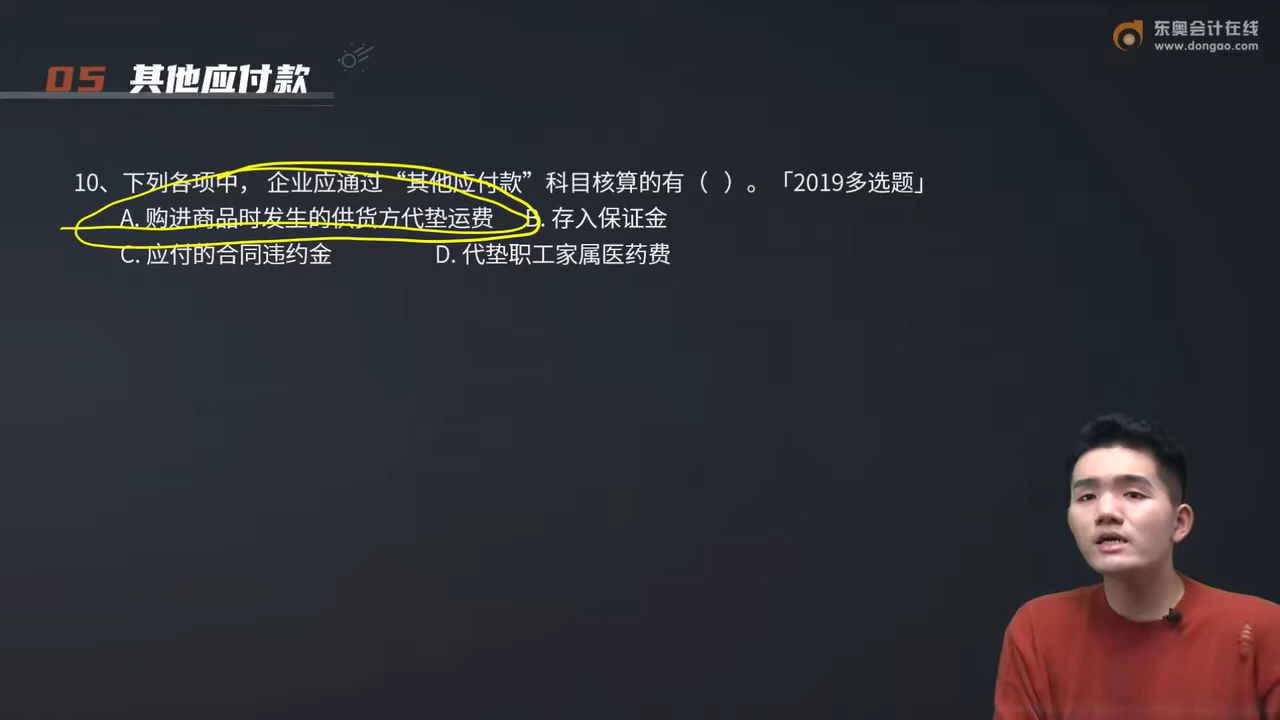 东奥会计在线
www.dongao.com
05 其他应付款
10、下列各项中， 企业应通过“其他应付款”科目核算的有（ ）。「2019多选题」
A. 购进商品时发生的供货方代垫运费 B. 存入保证金
C. 应付的合同违约金 D. 代垫职工家属医药费